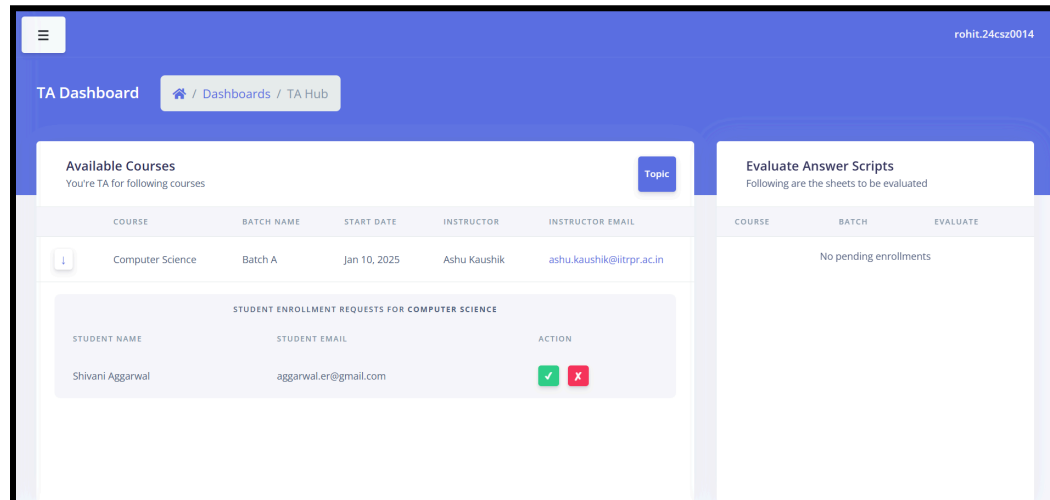 ☰
rohit.24csz0014
TA Dashboard
/ Dashboards / TA Hub
Available Courses
You're TA for following courses
Topic
COURSE BATCH NAME START DATE INSTRUCTOR INSTRUCTOR EMAIL
↓ Computer Science Batch A Jan 10, 2025 Ashu Kaushik ashu.kaushik@iitrpr.ac.in
STUDENT ENROLLMENT REQUESTS FOR COMPUTER SCIENCE
STUDENT NAME STUDENT EMAIL ACTION
Shivani Aggarwal aggarwal.er@gmail.com ✓ ✗
Evaluate Answer Scripts
Following are the sheets to be evaluated
COURSE BATCH EVALUATE
No pending enrollments